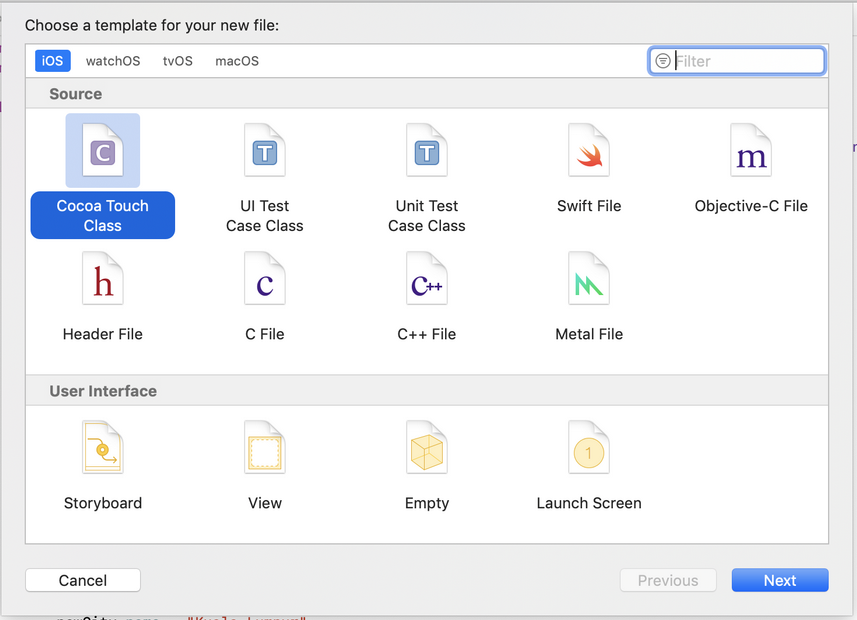 Choose a template for your new file:
iOS watchOS tvOS macOS Filter
Source
C T T m
Cocoa Touch Class
UI Test Case Class
Unit Test Case Class
Swift File
Objective-C File
h c C++
Header File
C File
C++ File
Metal File
User Interface
1
Storyboard
View
Empty
Launch Screen
Cancel Previous Next